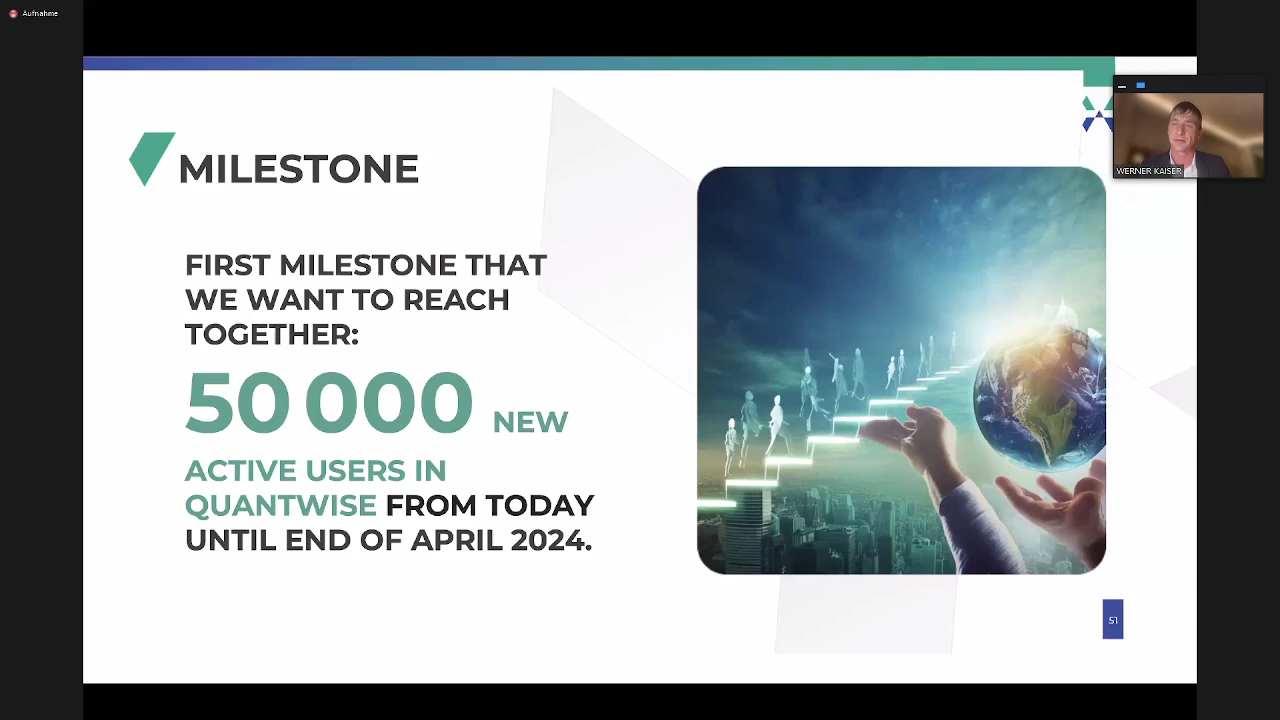 Aufnahme
MILESTONE
FIRST MILESTONE THAT
WE WANT TO REACH
TOGETHER:
50 000 NEW
ACTIVE USERS IN
QUANTWISE FROM TODAY
UNTIL END OF APRIL 2024.
WERNER KAISER
51